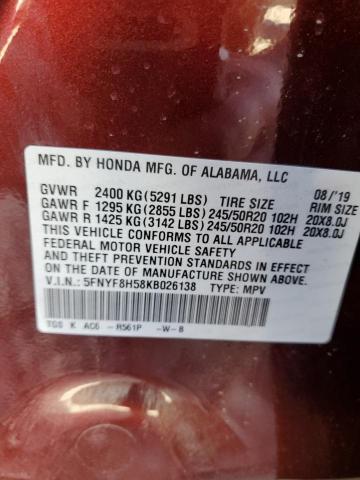 MFD. BY HONDA MFG. OF ALABAMA, LLC
08/'19
GVWR 2400 KG(5291 LBS) TIRE SIZE RIM SIZE
GAWR F 1295 KG(2855 LBS)245/50R20 102H 20X8.0J
GAWR R 1425 KG(3142 LBS)245/50R20 102H 20X8.0J
THIS VEHICLE CONFORMS TO ALL APPLICABLE
FEDERAL MOTOR VEHICLE SAFETY
AND THEFT PREVENTION STANDARDS IN EFFECT
ON THE DATE OF MANUFACTURE SHOWN ABOVE.
V.I.N.: 5FNYF8H58KB026138 TYPE: MPV
TG8 K AC6 -R561P -W-8